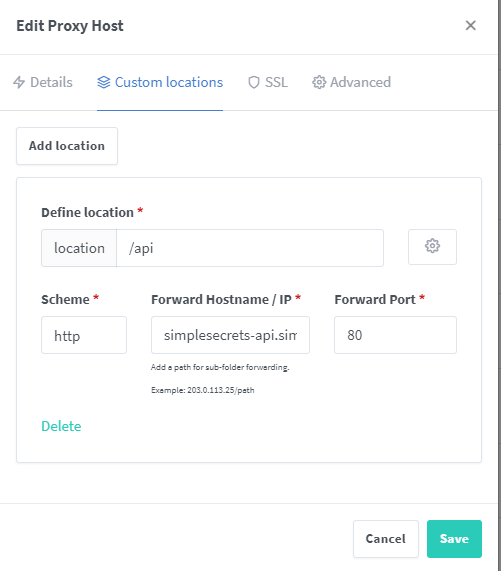 Edit Proxy Host
Details Custom locations SSL Advanced
Add location
Define location *
location /api
Scheme * Forward Hostname / IP * Forward Port *
http simplesecrets-api.sim 80
Add a path for sub-folder forwarding.
Example: 203.0.113.25/path
Delete
Cancel Save